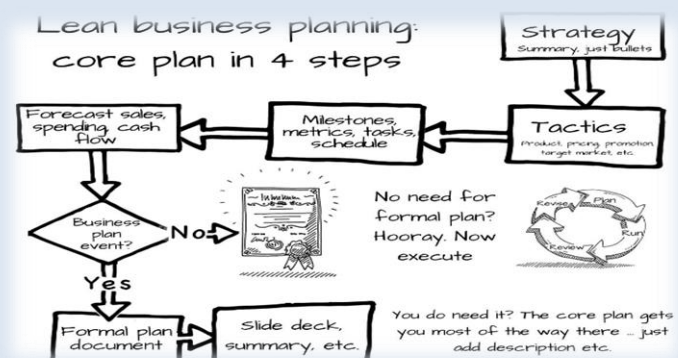 Lean business planning:
core plan in 4 steps
Strategy
Summary, just bullets
Tactics
Product, pricing, promotion
target market, etc.
Milestones,
metrics, tasks,
schedule
Forecast sales,
spending, cash
flow
Business
plan
event?
No
Yes
No need for
formal plan?
Hooray. Now
execute
Revise
Plan
Run
Review
Formal plan
document
Slide deck,
summary, etc.
You do need it? The core plan gets
you most of the way there ... just
add description etc.